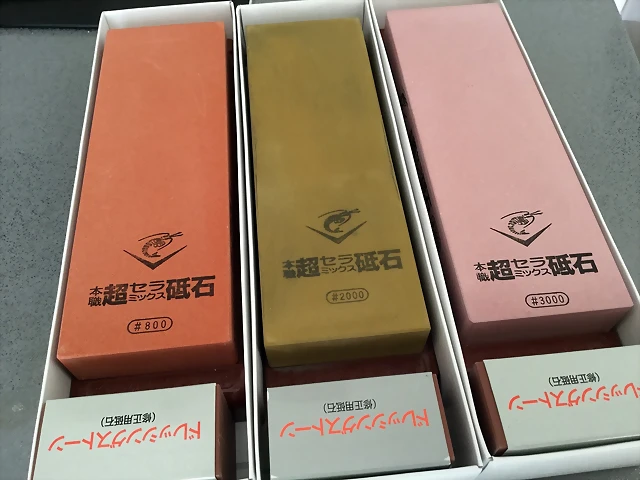 本職 超 セラミックス 砥石
#800
ドレッシングストーン
(修正用砥石)
本職 超 セラミックス 砥石
#2000
ドレッシングストーン
(修正用砥石)
本職 超 セラミックス 砥石
#3000
ドレッシングストーン
(修正用砥石)